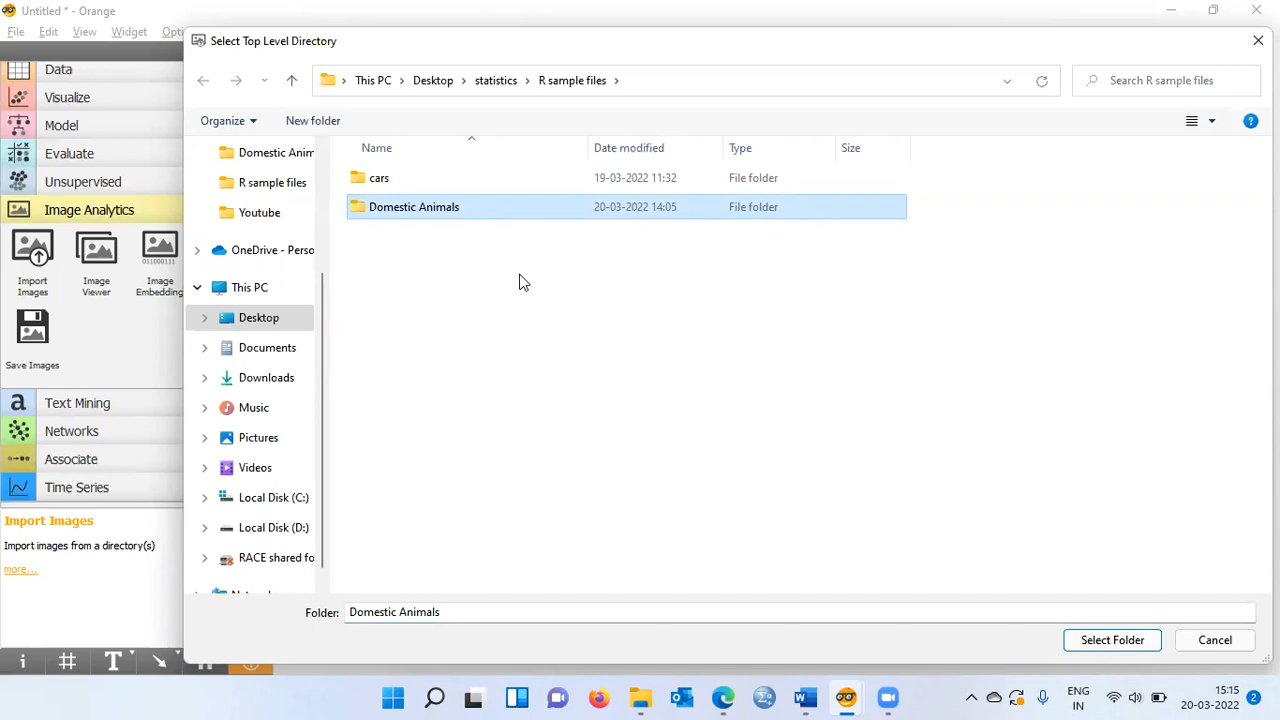 Untitled * - Orange
File Edit View Widget Opti
Select Top Level Directory
This PC > Desktop > statistics > R sample files >
Search R sample files
Organize
New folder
Data
Visualize
Model
Evaluate
Unsupervised
Image Analytics
Import Images
Image Viewer
Image Embedding
Save Images
Text Mining
Networks
Associate
Time Series
Import Images
Import images from a directory(s)
more...
Domestic Anim
R sample files
Youtube
OneDrive - Perso
This PC
Desktop
Documents
Downloads
Music
Pictures
Videos
Local Disk (C:)
Local Disk (D:)
RACE shared fo
Name Date modified Type Size
cars 19-03-2022 11:32 File folder
Domestic Animals 20-03-2022 14:05 File folder
Folder: Domestic Animals
Select Folder
Cancel
ENG
IN
15:15
20-03-2022
2